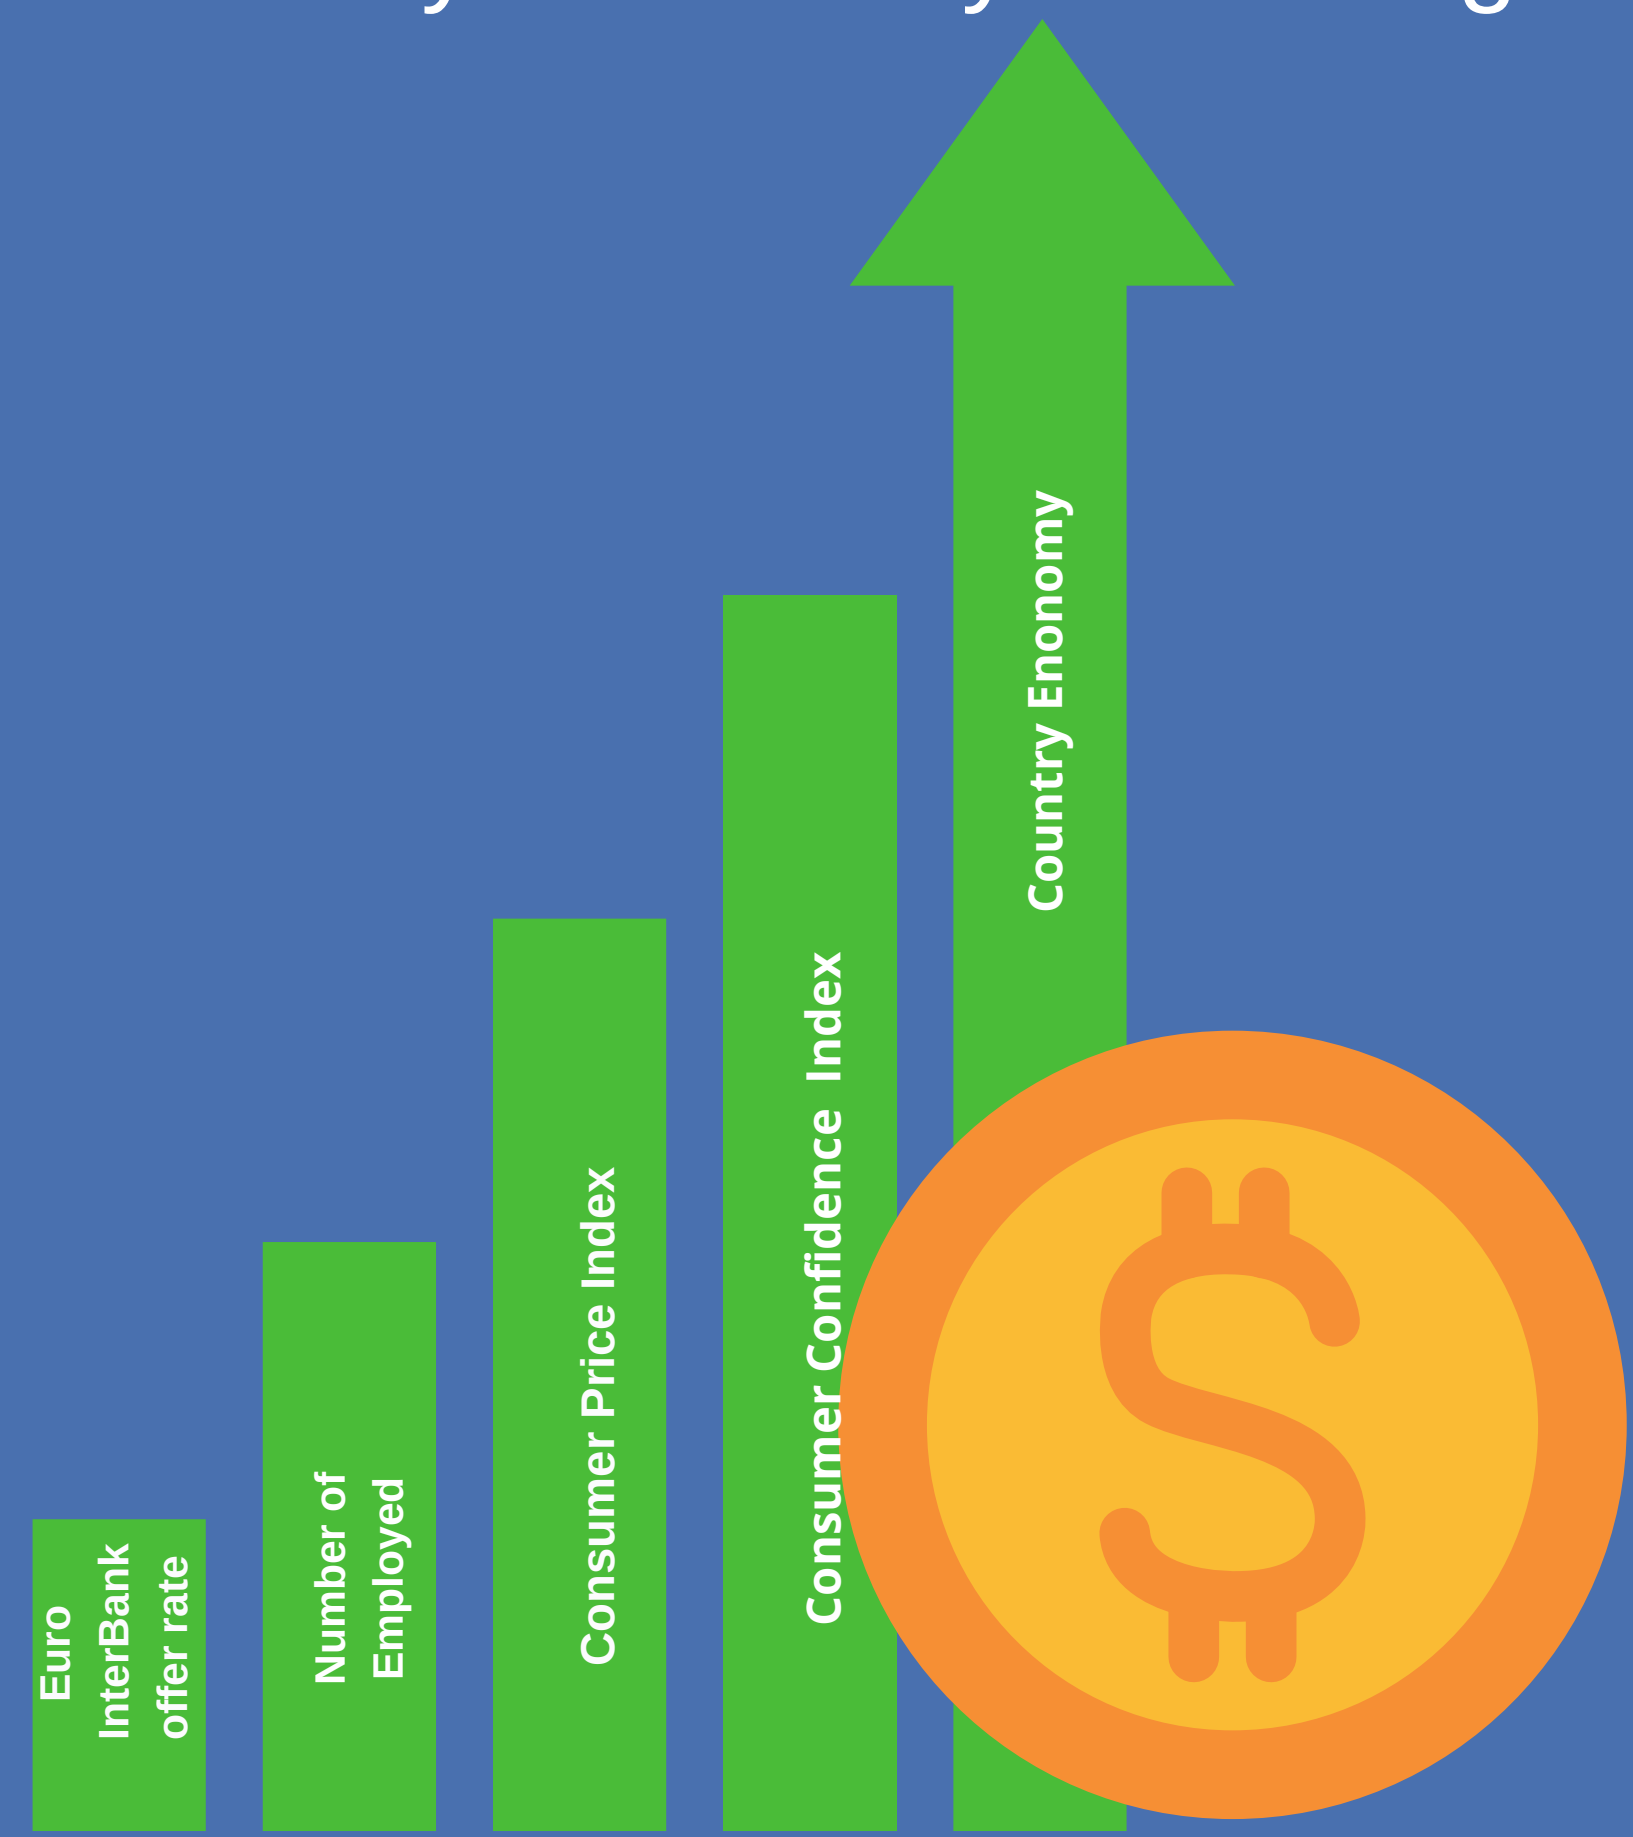 Euro
InterBank
offer rate
Number of
Employed
Consumer Price Index
Consumer Confidence Index
Country Enonomy